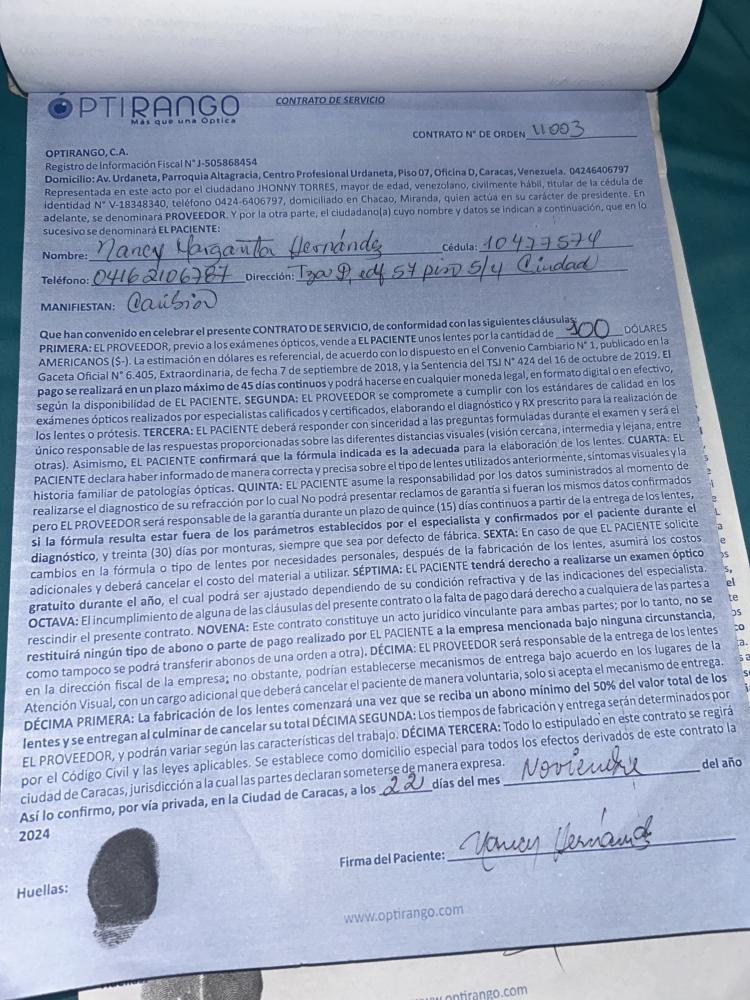 ÓPTIRANGO
Más que una Óptica
CONTRATO DE SERVICIO
CONTRATO N° DE ORDEN 11003
OPTIRANGO, C.A.
Registro de Información Fiscal N° J-505868454
Domicilio: Av. Urdaneta, Parroquia Altagracia, Centro Profesional Urdaneta, Piso 07, Oficina D, Caracas, Venezuela. 04246406797
Representada en este acto por el ciudadano JHONNY TORRES, mayor de edad, venezolano, civilmente hábil, titular de la cédula de
identidad N° V-18348340, teléfono 0424-6406797, domiciliado en Chacao, Miranda, quien actúa en su carácter de presidente. En
adelante, se denominará PROVEEDOR. Y por la otra parte, el ciudadano(a) cuyo nombre y datos se indican a continuación, que en lo
sucesivo se denominará EL PACIENTE:
Nombre: Nancy Margarita Hernández Cédula: 10477574
Teléfono: 04162106787 Dirección: Tza 9, edf 57 piso 5/4 Ciudad
MANIFIESTAN: Caribia
Que han convenido en celebrar el presente CONTRATO DE SERVICIO, de conformidad con las siguientes cláusulas:
PRIMERA: EL PROVEEDOR, previo a los exámenes ópticos, vende a EL PACIENTE unos lentes por la cantidad de 100 DÓLARES
AMERICANOS ($-). La estimación en dólares es referencial, de acuerdo con lo dispuesto en el Convenio Cambiario N° 1, publicado en la
Gaceta Oficial N° 6.405, Extraordinaria, de fecha 7 de septiembre de 2018, y la Sentencia del TSJ N° 424 del 16 de octubre de 2019. El
pago se realizará en un plazo máximo de 45 días continuos y podrá hacerse en cualquier moneda legal, en formato digital o en efectivo,
según la disponibilidad de EL PACIENTE. SEGUNDA: EL PROVEEDOR se compromete a cumplir con los estándares de calidad en los
exámenes ópticos realizados por especialistas calificados y certificados, elaborando el diagnóstico y RX prescrito para la realización de
los lentes o prótesis. TERCERA: EL PACIENTE deberá responder con sinceridad a las preguntas formuladas durante el examen y será el
único responsable de las respuestas proporcionadas sobre las diferentes distancias visuales (visión cercana, intermedia y lejana, entre
otras). Asimismo, EL PACIENTE confirmará que la fórmula indicada es la adecuada para la elaboración de los lentes. CUARTA: EL
PACIENTE declara haber informado de manera correcta y precisa sobre el tipo de lentes utilizados anteriormente, síntomas visuales y la
historia familiar de patologías ópticas. QUINTA: EL PACIENTE asume la responsabilidad por los datos suministrados al momento de
realizarse el diagnostico de su refracción por lo cual No podrá presentar reclamos de garantía si fueran los mismos datos confirmados
pero EL PROVEEDOR será responsable de la garantía durante un plazo de quince (15) días continuos a partir de la entrega de los lentes,
si la fórmula resulta estar fuera de los parámetros establecidos por el especialista y confirmados por el paciente durante el
diagnóstico, y treinta (30) días por monturas, siempre que sea por defecto de fábrica. SEXTA: En caso de que EL PACIENTE solicite
cambios en la fórmula o tipo de lentes por necesidades personales, después de la fabricación de los lentes, asumirá los costos
adicionales y deberá cancelar el costo del material a utilizar. SÉPTIMA: EL PACIENTE tendrá derecho a realizarse un examen óptico
gratuito durante el año, el cual podrá ser ajustado dependiendo de su condición refractiva y de las indicaciones del especialista.
OCTAVA: El incumplimiento de alguna de las cláusulas del presente contrato o la falta de pago dará derecho a cualquiera de las partes a
rescindir el presente contrato. NOVENA: Este contrato constituye un acto jurídico vinculante para ambas partes; por lo tanto, no se
restituirá ningún tipo de abono o parte de pago realizado por EL PACIENTE a la empresa mencionada bajo ninguna circunstancia,
como tampoco se podrá transferir abonos de una orden a otra). DÉCIMA: EL PROVEEDOR será responsable de la entrega de los lentes
en la dirección fiscal de la empresa; no obstante, podrían establecerse mecanismos de entrega bajo acuerdo en los lugares de la
Atención Visual, con un cargo adicional que deberá cancelar el paciente de manera voluntaria, solo si acepta el mecanismo de entrega.
DÉCIMA PRIMERA: La fabricación de los lentes comenzará una vez que se reciba un abono mínimo del 50% del valor total de los
lentes y se entregan al culminar de cancelar su total DÉCIMA SEGUNDA: Los tiempos de fabricación y entrega serán determinados por
EL PROVEEDOR, y podrán variar según las características del trabajo. DÉCIMA TERCERA: Todo lo estipulado en este contrato se regirá
por el Código Civil y las leyes aplicables. Se establece como domicilio especial para todos los efectos derivados de este contrato la
ciudad de Caracas, jurisdicción a la cual las partes declaran someterse de manera expresa.
Así lo confirmo, por vía privada, en la Ciudad de Caracas, a los 22 días del mes Noviembre del año
2024
Firma del Paciente: Nancy Hernández
Huellas:
www.optirango.com
www.optirango.com